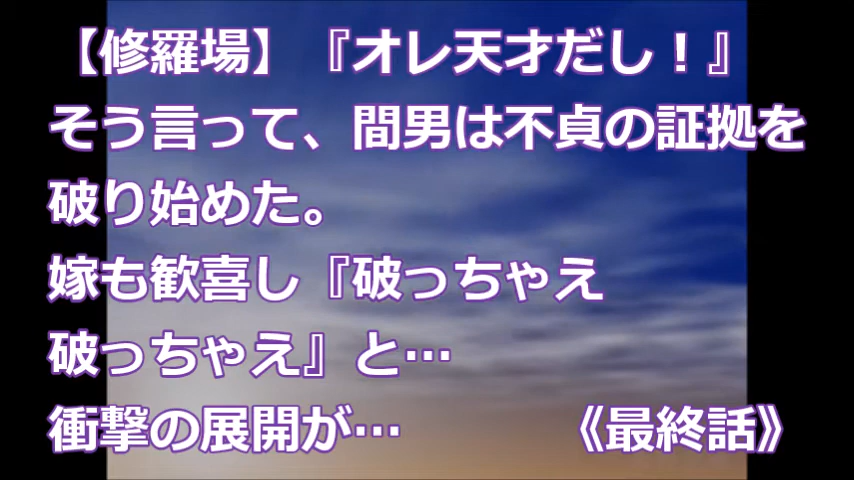 【修羅場】『オレ天才だし！』
そう言って、間男は不貞の証拠を
破り始めた。
嫁も歓喜し『破っちゃえ
破っちゃえ』と…
衝撃の展開が… 《最終話》